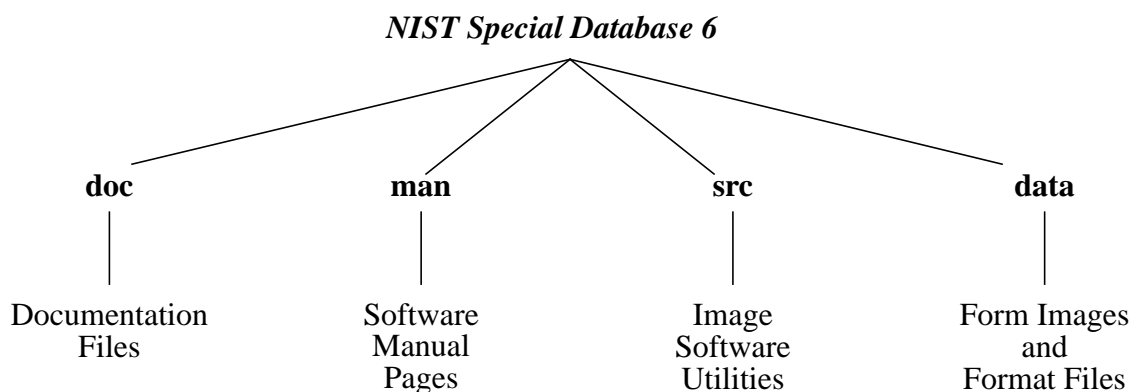 NIST Special Database 6
doc
man
src
data
Documentation
Files
Software
Manual
Pages
Image
Software
Utilities
Form Images
and
Format Files